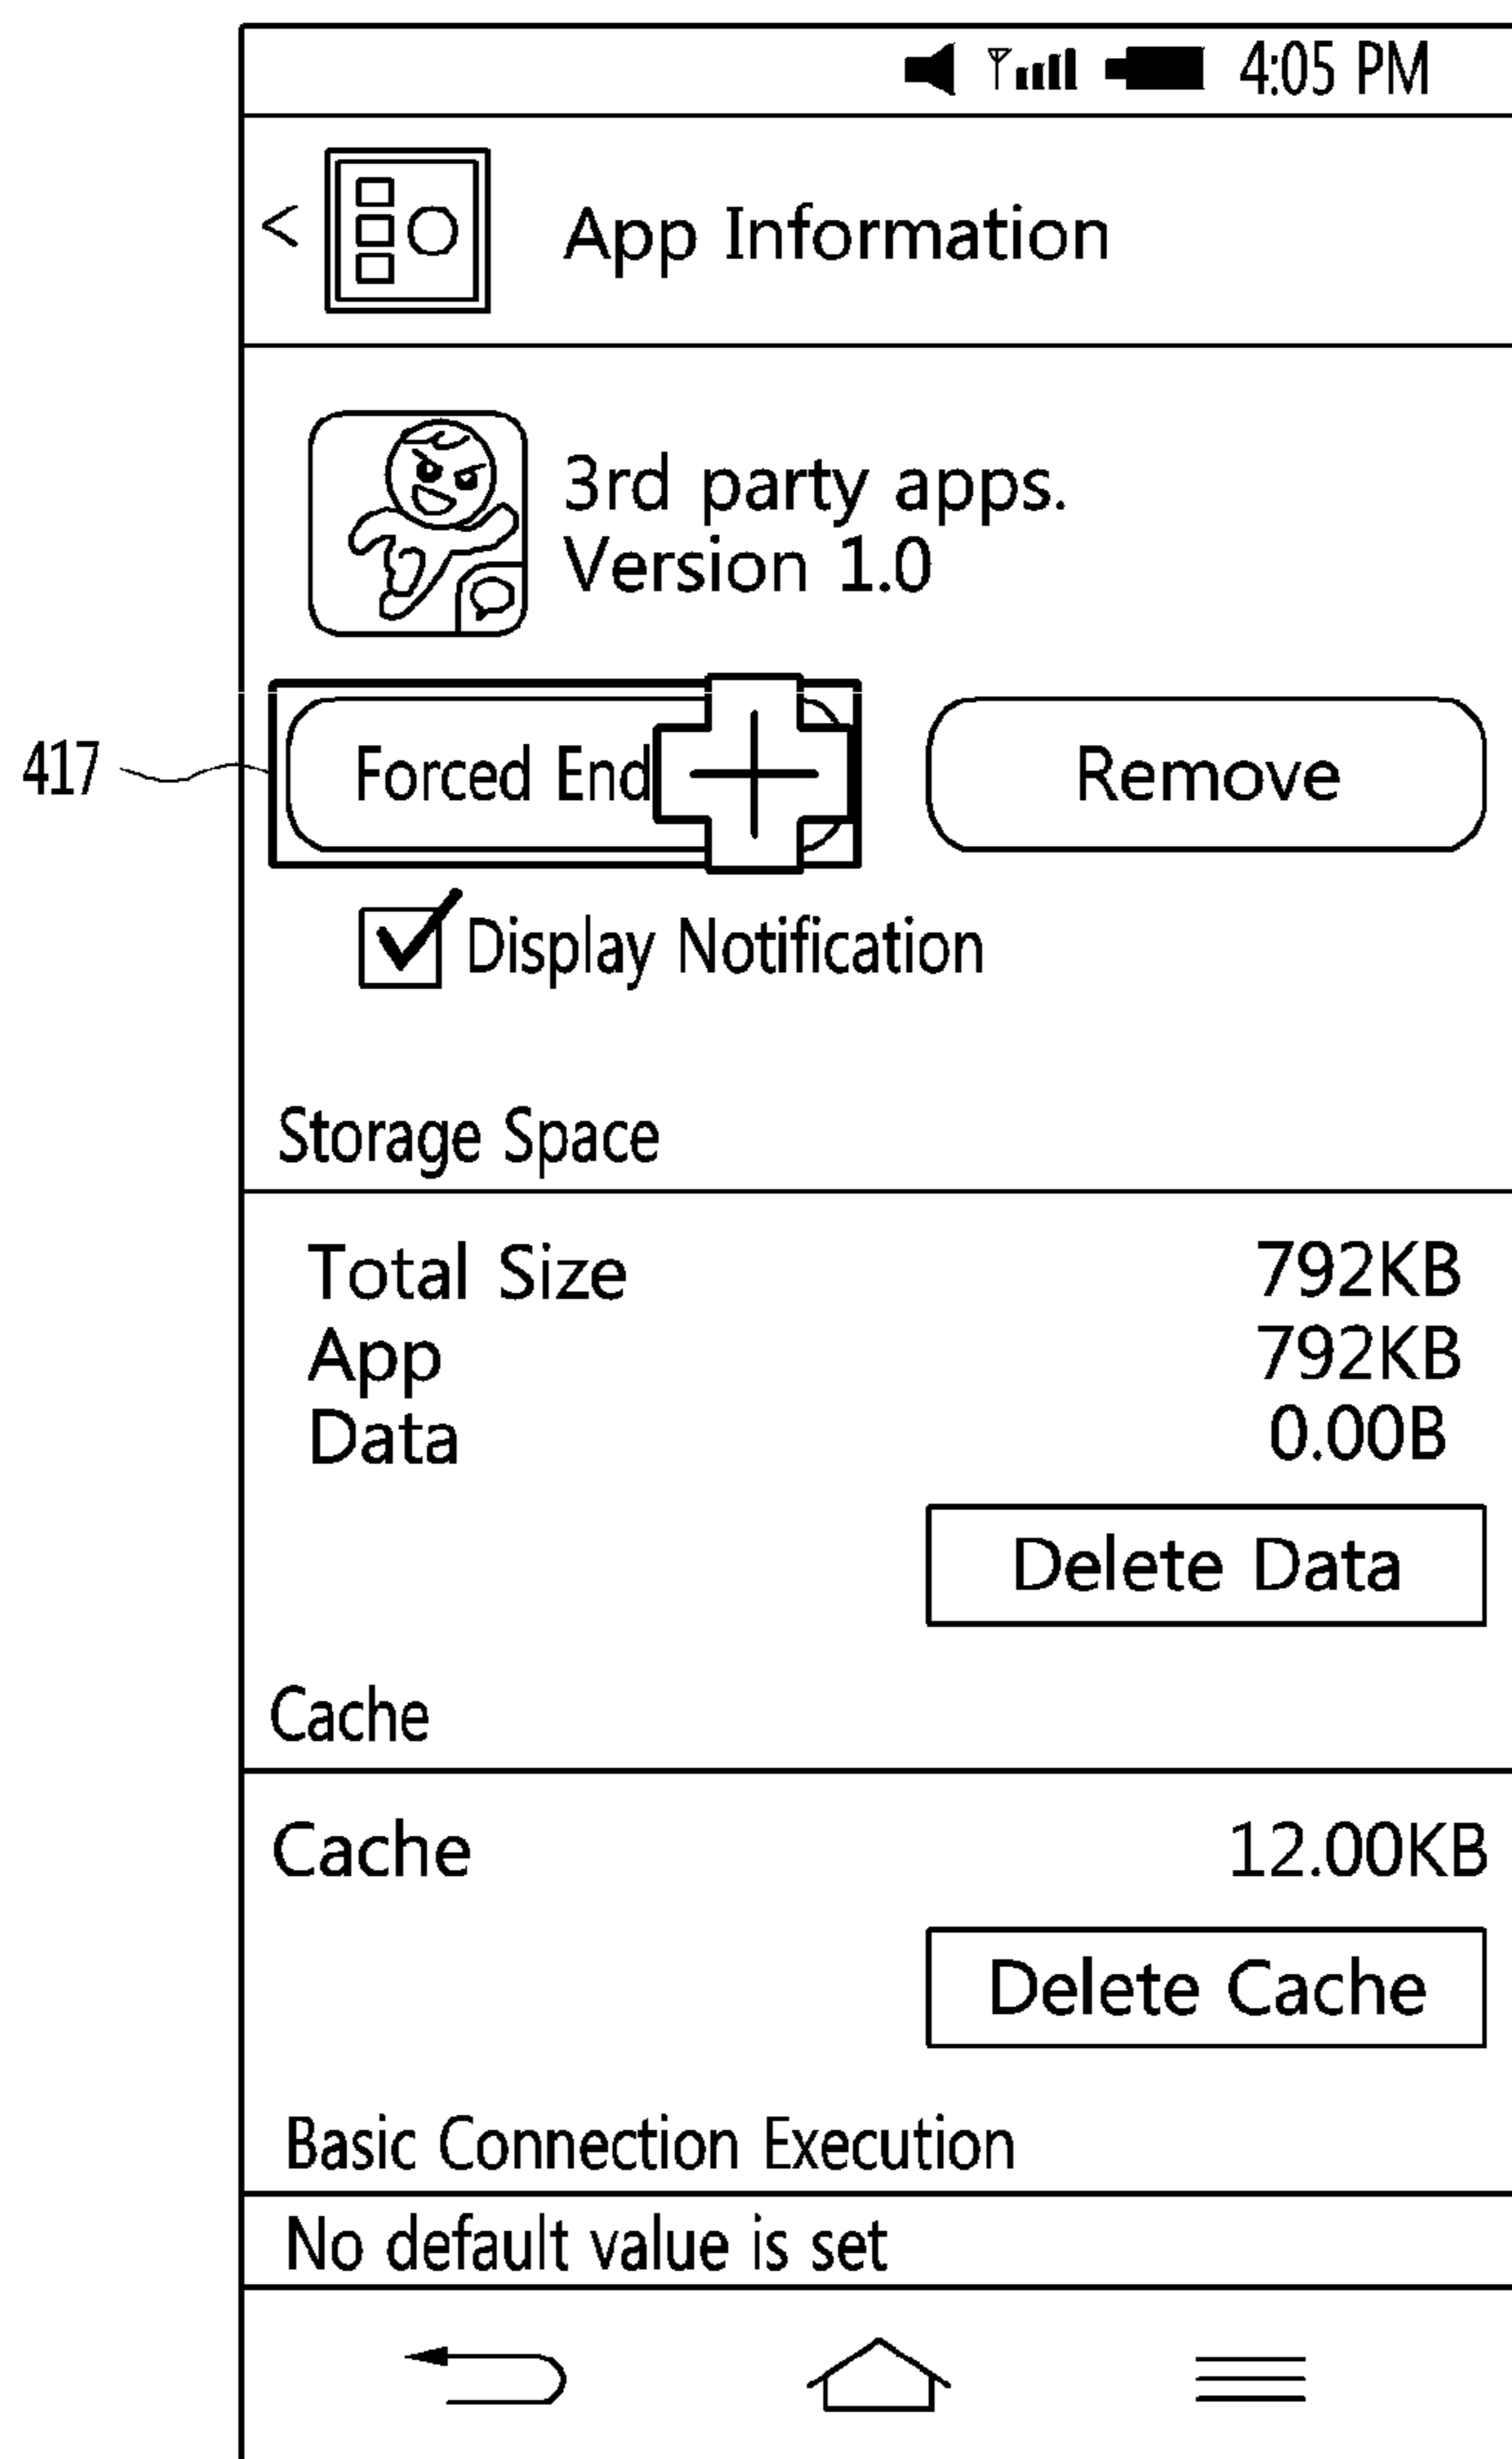 4:05 PM
< App Information
3rd party apps.
Version 1.0
417
Forced End
Remove
Display Notification
Storage Space
Total Size 792KB
App 792KB
Data 0.00B
Delete Data
Cache
Cache 12.00KB
Delete Cache
Basic Connection Execution
No default value is set